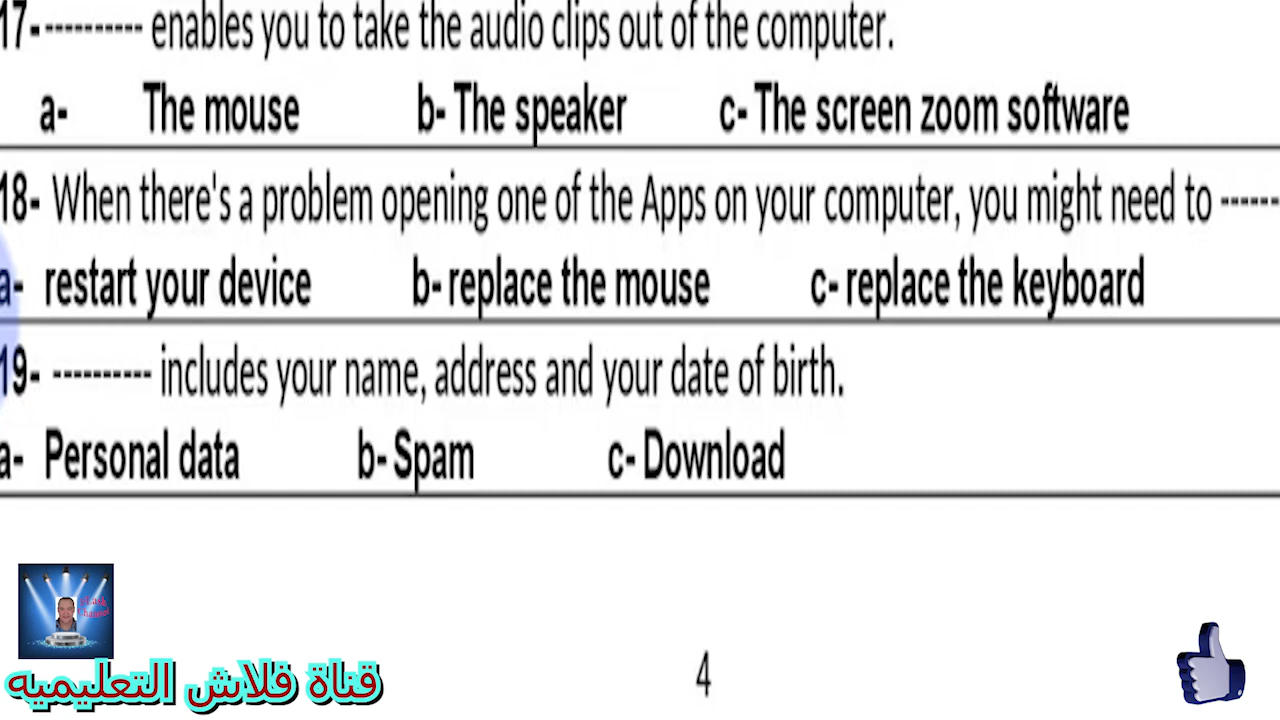 17- ---------- enables you to take the audio clips out of the computer.
a- The mouse b- The speaker c- The screen zoom software
18- When there's a problem opening one of the Apps on your computer, you might need to ------
a- restart your device b- replace the mouse c- replace the keyboard
19- ---------- includes your name, address and your date of birth.
a- Personal data b- Spam c- Download
قناة فلاش التعليميه
4